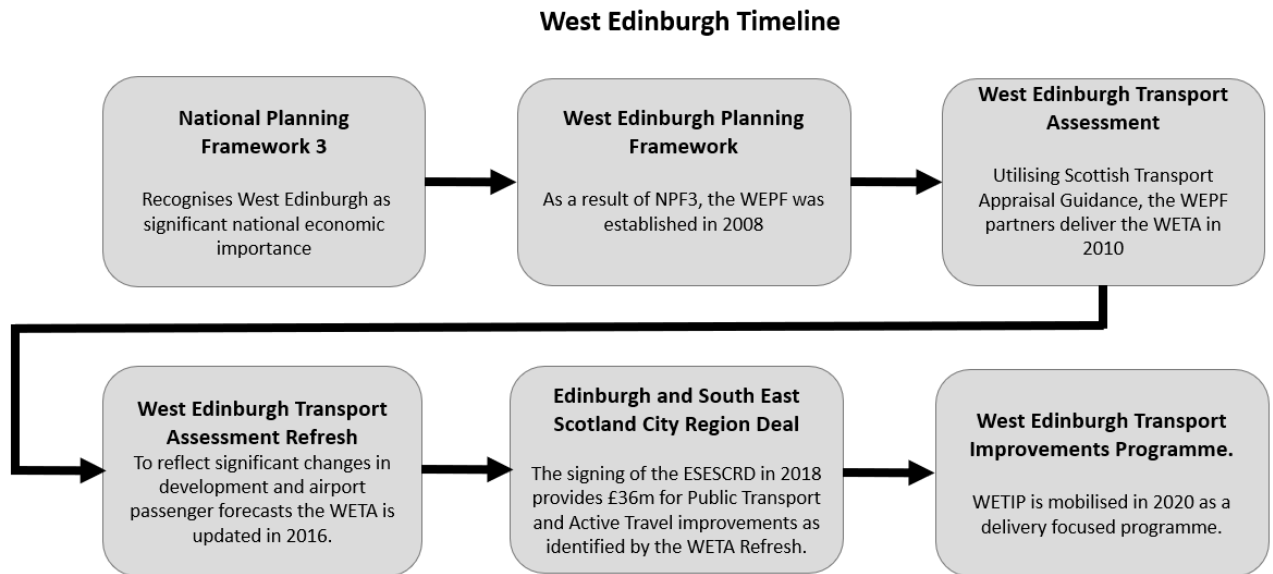 West Edinburgh Timeline
National Planning
Framework 3
Recognises West Edinburgh as
significant national economic
importance
West Edinburgh Planning
Framework
As a result of NPF3, the WEPF was
established in 2008
West Edinburgh Transport
Assessment
Utilising Scottish Transport
Appraisal Guidance, the WEPF
partners deliver the WETA in
2010
West Edinburgh Transport
Assessment Refresh
To reflect significant changes in
development and airport
passenger forecasts the WETA is
updated in 2016.
Edinburgh and South East
Scotland City Region Deal
The signing of the ESESCRD in 2018
provides £36m for Public Transport
and Active Travel improvements as
identified by the WETA Refresh.
West Edinburgh Transport
Improvements Programme.
WETIP is mobilised in 2020 as a
delivery focused programme.